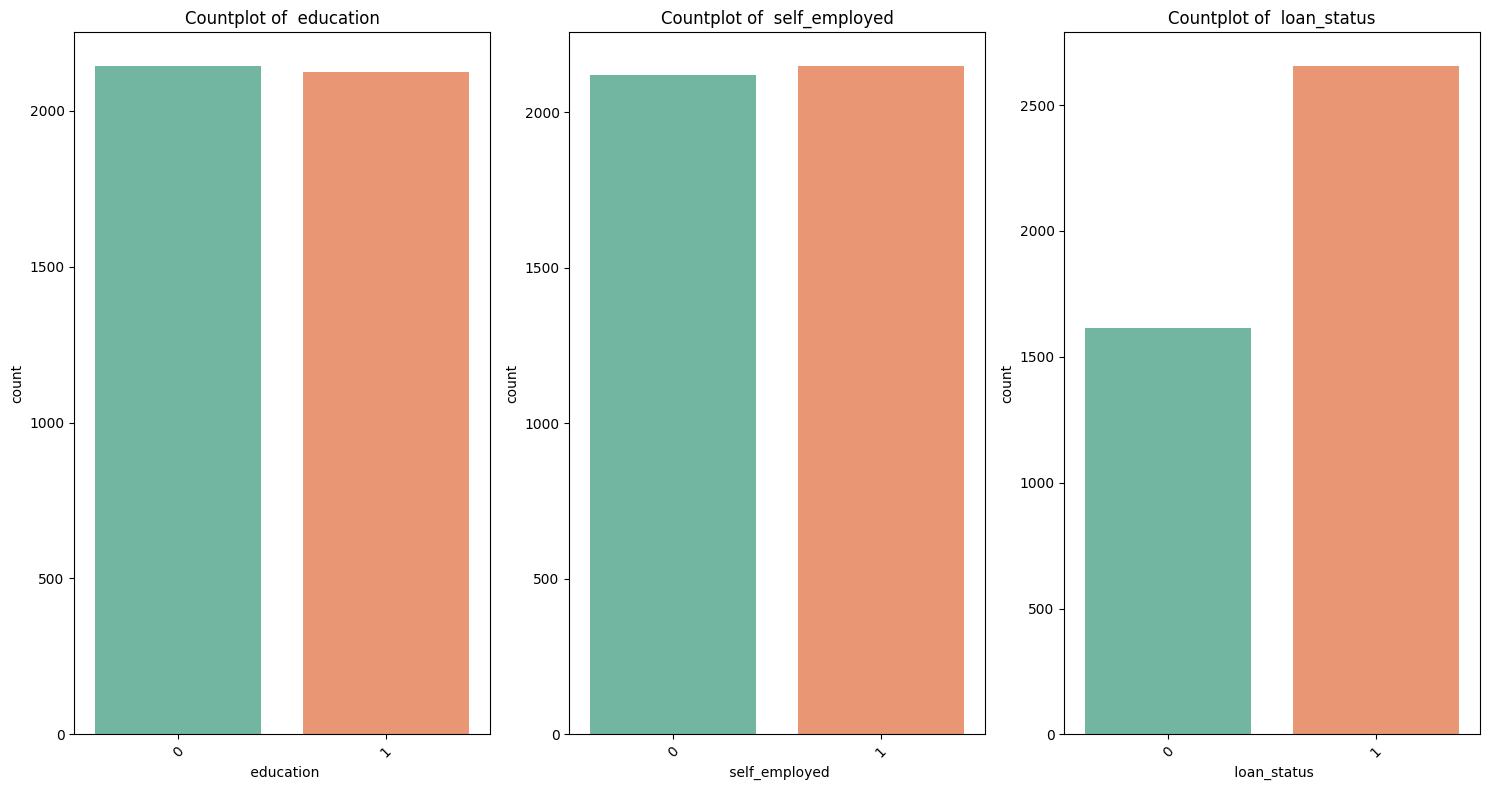 Countplot of  education
count
2000
1500
1000
500
0
0
1
education
Countplot of  self_employed
count
2000
1500
1000
500
0
0
1
self_employed
Countplot of  loan_status
count
2500
2000
1500
1000
500
0
0
1
loan_status